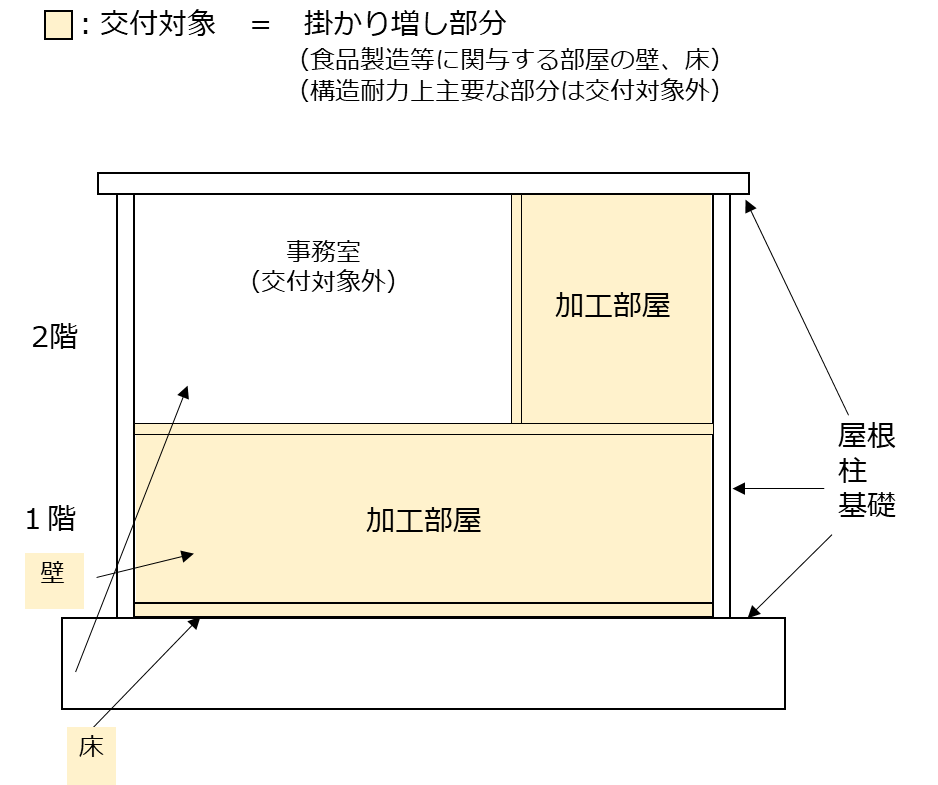 ：交付対象　＝　掛かり増し部分
（食品製造等に関与する部屋の壁、床）
（構造耐力上主要な部分は交付対象外）
事務室
（交付対象外）
加工部屋
2階
屋根
柱
基礎
１階
加工部屋
壁
床